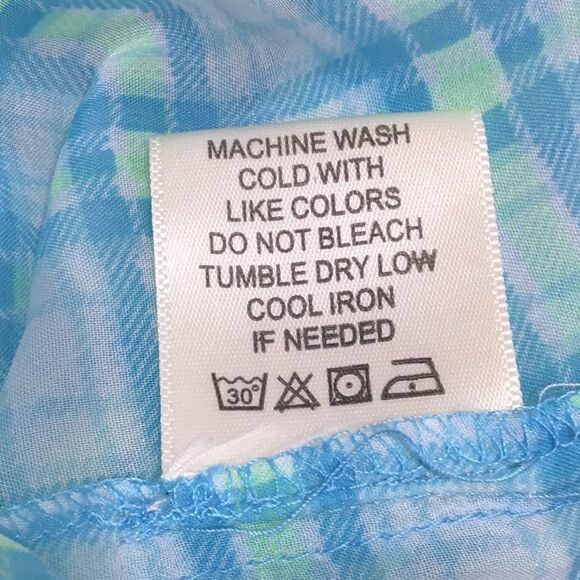 MACHINE WASH
COLD WITH
LIKE COLORS
DO NOT BLEACH
TUMBLE DRY LOW
COOL IRON
IF NEEDED
30°